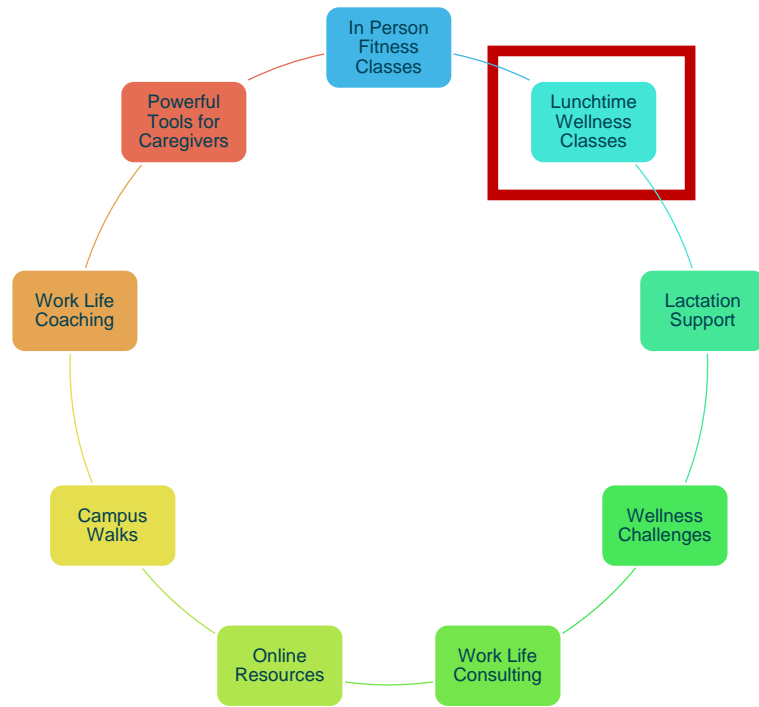 In Person
Fitness
Classes
Lunchtime
Wellness
Classes
Lactation
Support
Wellness
Challenges
Work Life
Consulting
Online
Resources
Campus
Walks
Work Life
Coaching
Powerful
Tools for
Caregivers